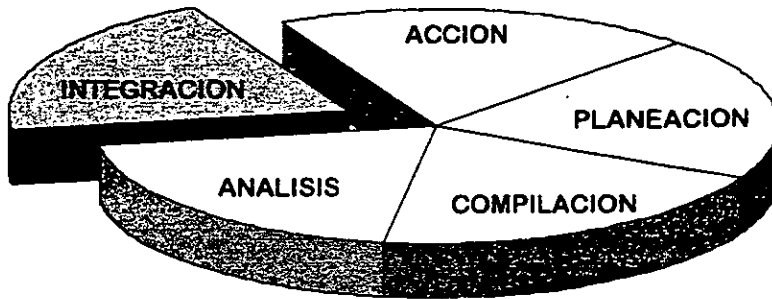 ACCION
INTEGRACION
PLANEACION
ANALISIS
COMPILACION